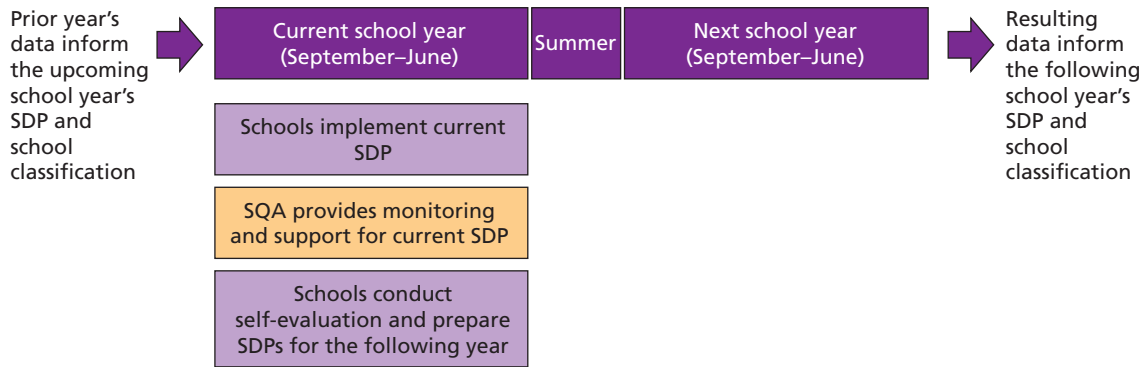 Prior year's
data inform
the upcoming
school year's
SDP and
school
classification
Current school year
(September–June)
Summer
Next school year
(September–June)
Resulting
data inform
the following
school year's
SDP and
school
classification
Schools implement current
SDP
SQA provides monitoring
and support for current SDP
Schools conduct
self-evaluation and prepare
SDPs for the following year